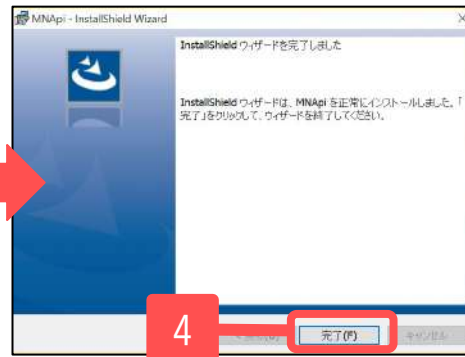 MNApi - InstallShield Wizard
InstallShield ウィザードを完了しました
InstallShield ウィザードは、MNApi を正常にインストールしました。「
完了」をクリックして、ウィザードを終了してください。
4
完了(F)
キャンセル